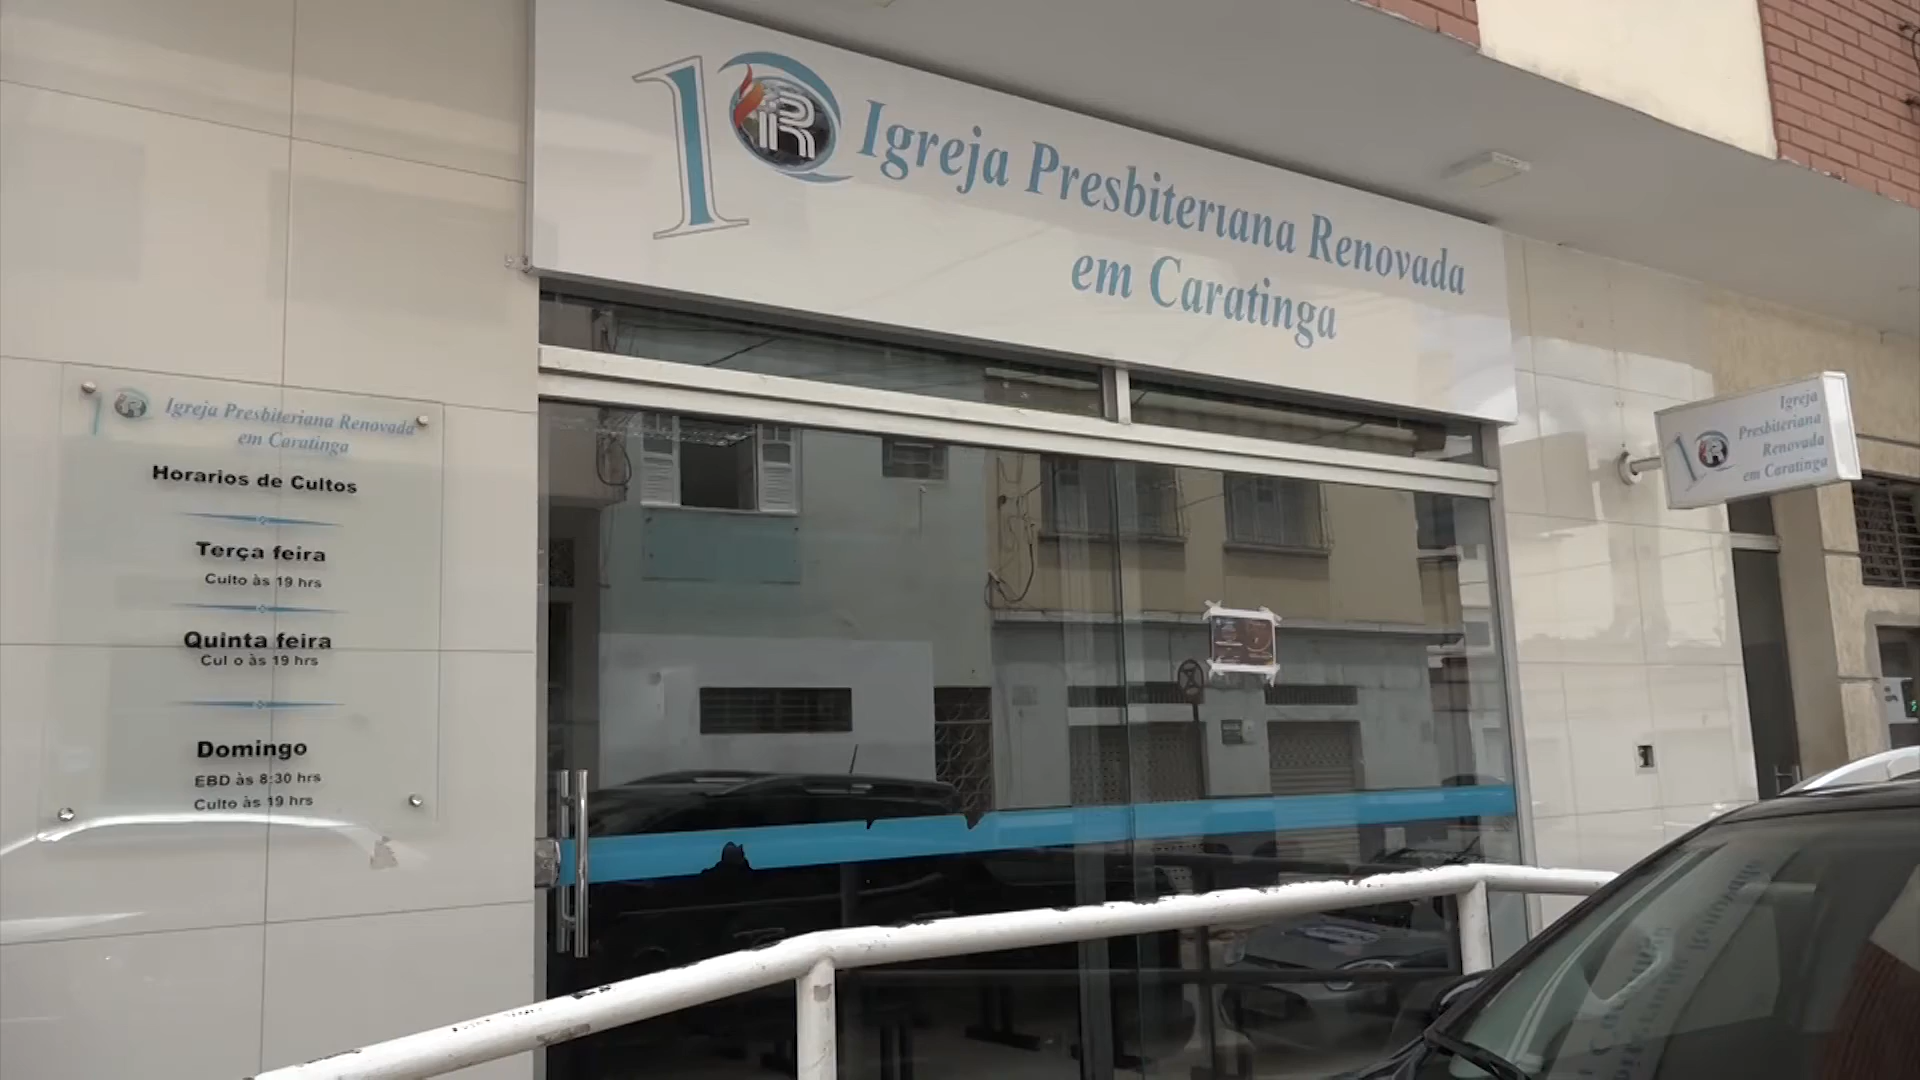 1ª Igreja Presbiteriana Renovada
em Caratinga
Igreja Presbiteriana Renovada
em Caratinga
Horarios de Cultos
Terça feira
Culto às 19 hrs
Quinta feira
Cul o às 19 hrs
Domingo
EBD às 8:30 hrs
Culto às 19 hrs
Igreja
Presbiteriana
Renovada
em Caratinga